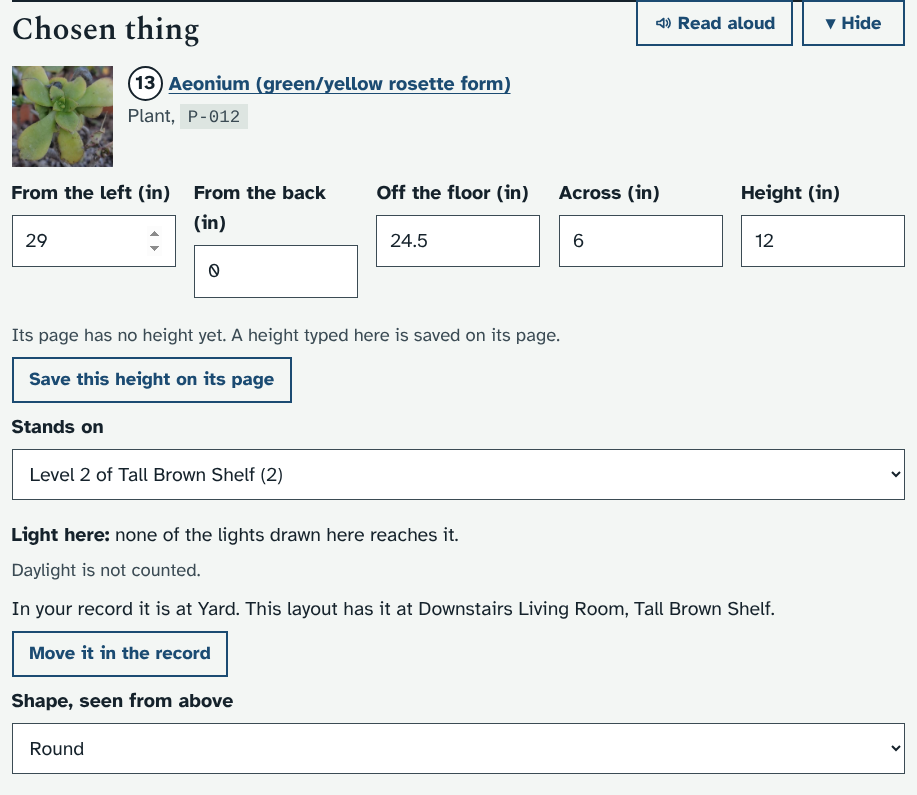 Chosen thing
Read aloud
▾ Hide
13 Aeonium (green/yellow rosette form)
Plant, P-012
From the left (in)
From the back (in)
Off the floor (in)
Across (in)
Height (in)
29
0
24.5
6
12
Its page has no height yet. A height typed here is saved on its page.
Save this height on its page
Stands on
Level 2 of Tall Brown Shelf (2)
Light here: none of the lights drawn here reaches it.
Daylight is not counted.
In your record it is at Yard. This layout has it at Downstairs Living Room, Tall Brown Shelf.
Move it in the record
Shape, seen from above
Round